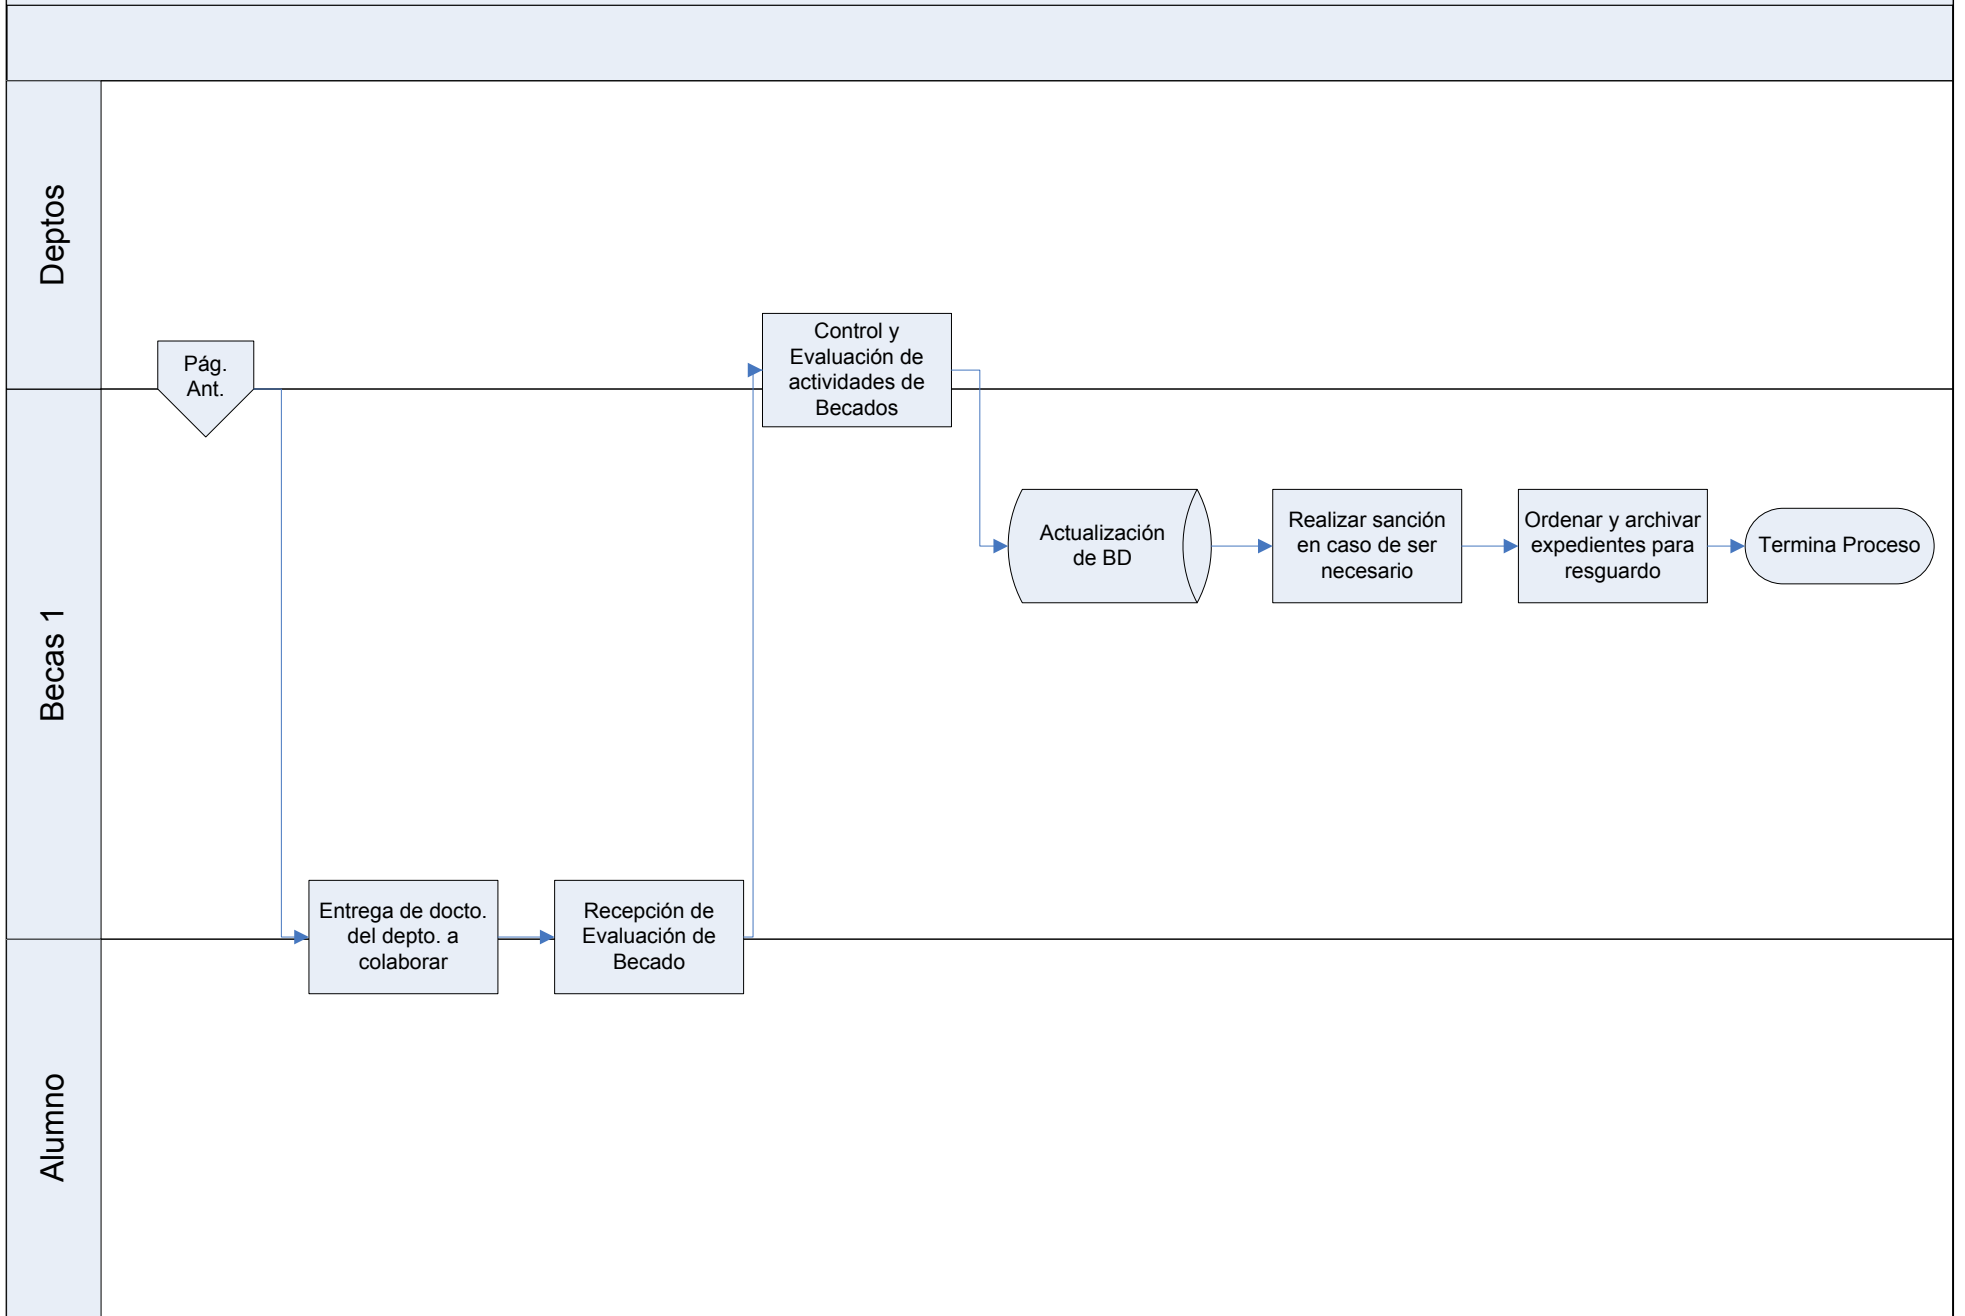 Deptos
Pág.
Ant.
Control y
Evaluación de
actividades de
Becados
Becas 1
Actualización
de BD
Realizar sanción
en caso de ser
necesario
Ordenar y archivar
expedientes para
resguardo
Termina Proceso
Entrega de docto.
del depto. a
colaborar
Recepción de
Evaluación de
Becado
Alumno